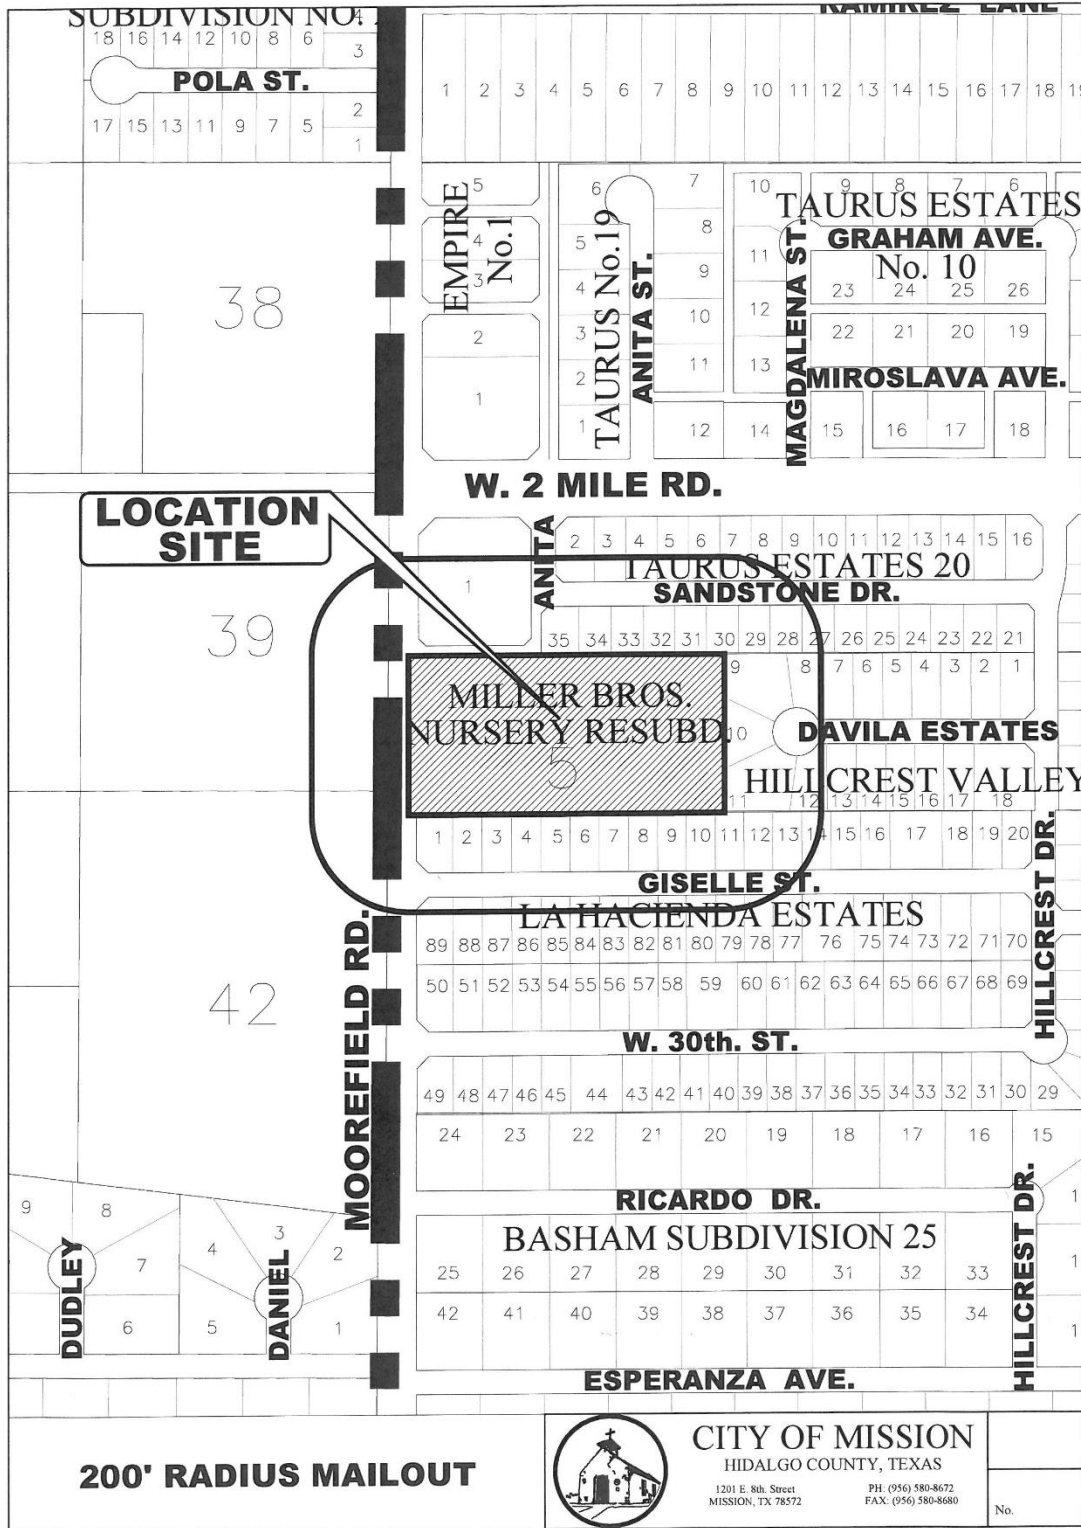 SUBDIVISION NO.
RAMIREZ LANE
18 16 14 12 10 8 6 4
3
POLA ST.
2
17 15 13 11 9 7 5
1
1 2 3 4 5 6 7 8 9 10 11 12 13 14 15 16 17 18 19
EMPIRE No.1
5
4
3
2
1
TAURUS No.19
6
5
4
3
2
1
ANITA ST.
7
8
9
10
11
12
10
11
12
13
14
MAGDALENA ST.
9 8 7 6
TAURUS ESTATES
GRAHAM AVE.
No. 10
23 24 25 26
22 21 20 19
MIROSLAVA AVE.
15 16 17 18
38
W. 2 MILE RD.
LOCATION
SITE
ANITA
1
2 3 4 5 6 7 8 9 10 11 12 13 14 15 16
TAURUS ESTATES 20
SANDSTONE DR.
39
35 34 33 32 31 30 29 28 27 26 25 24 23 22 21
9 8 7 6 5 4 3 2 1
MILLER BROS.
NURSERY RESUBD.
5
10
DAVILA ESTATES
HILLCREST VALLEY
11 12 13 14 15 16 17 18
1 2 3 4 5 6 7 8 9 10 11 12 13 14 15 16 17 18 19 20
GISELLE ST.
HILLCREST DR.
LA HACIENDA ESTATES
89 88 87 86 85 84 83 82 81 80 79 78 77 76 75 74 73 72 71 70
50 51 52 53 54 55 56 57 58 59 60 61 62 63 64 65 66 67 68 69
42
MOOREFIELD RD.
W. 30th. ST.
49 48 47 46 45 44 43 42 41 40 39 38 37 36 35 34 33 32 31 30 29
24 23 22 21 20 19 18 17 16 15
RICARDO DR.
HILLCREST DR.
BASHAM SUBDIVISION 25
25 26 27 28 29 30 31 32 33
42 41 40 39 38 37 36 35 34
ESPERANZA AVE.
9 8
7
6
DUDLEY
4 3 2
5 1
DANIEL
200' RADIUS MAILOUT
CITY OF MISSION
HIDALGO COUNTY, TEXAS
1201 E. 8th. Street
MISSION, TX 78572
PH: (956) 580-8672
FAX: (956) 580-8680
No.